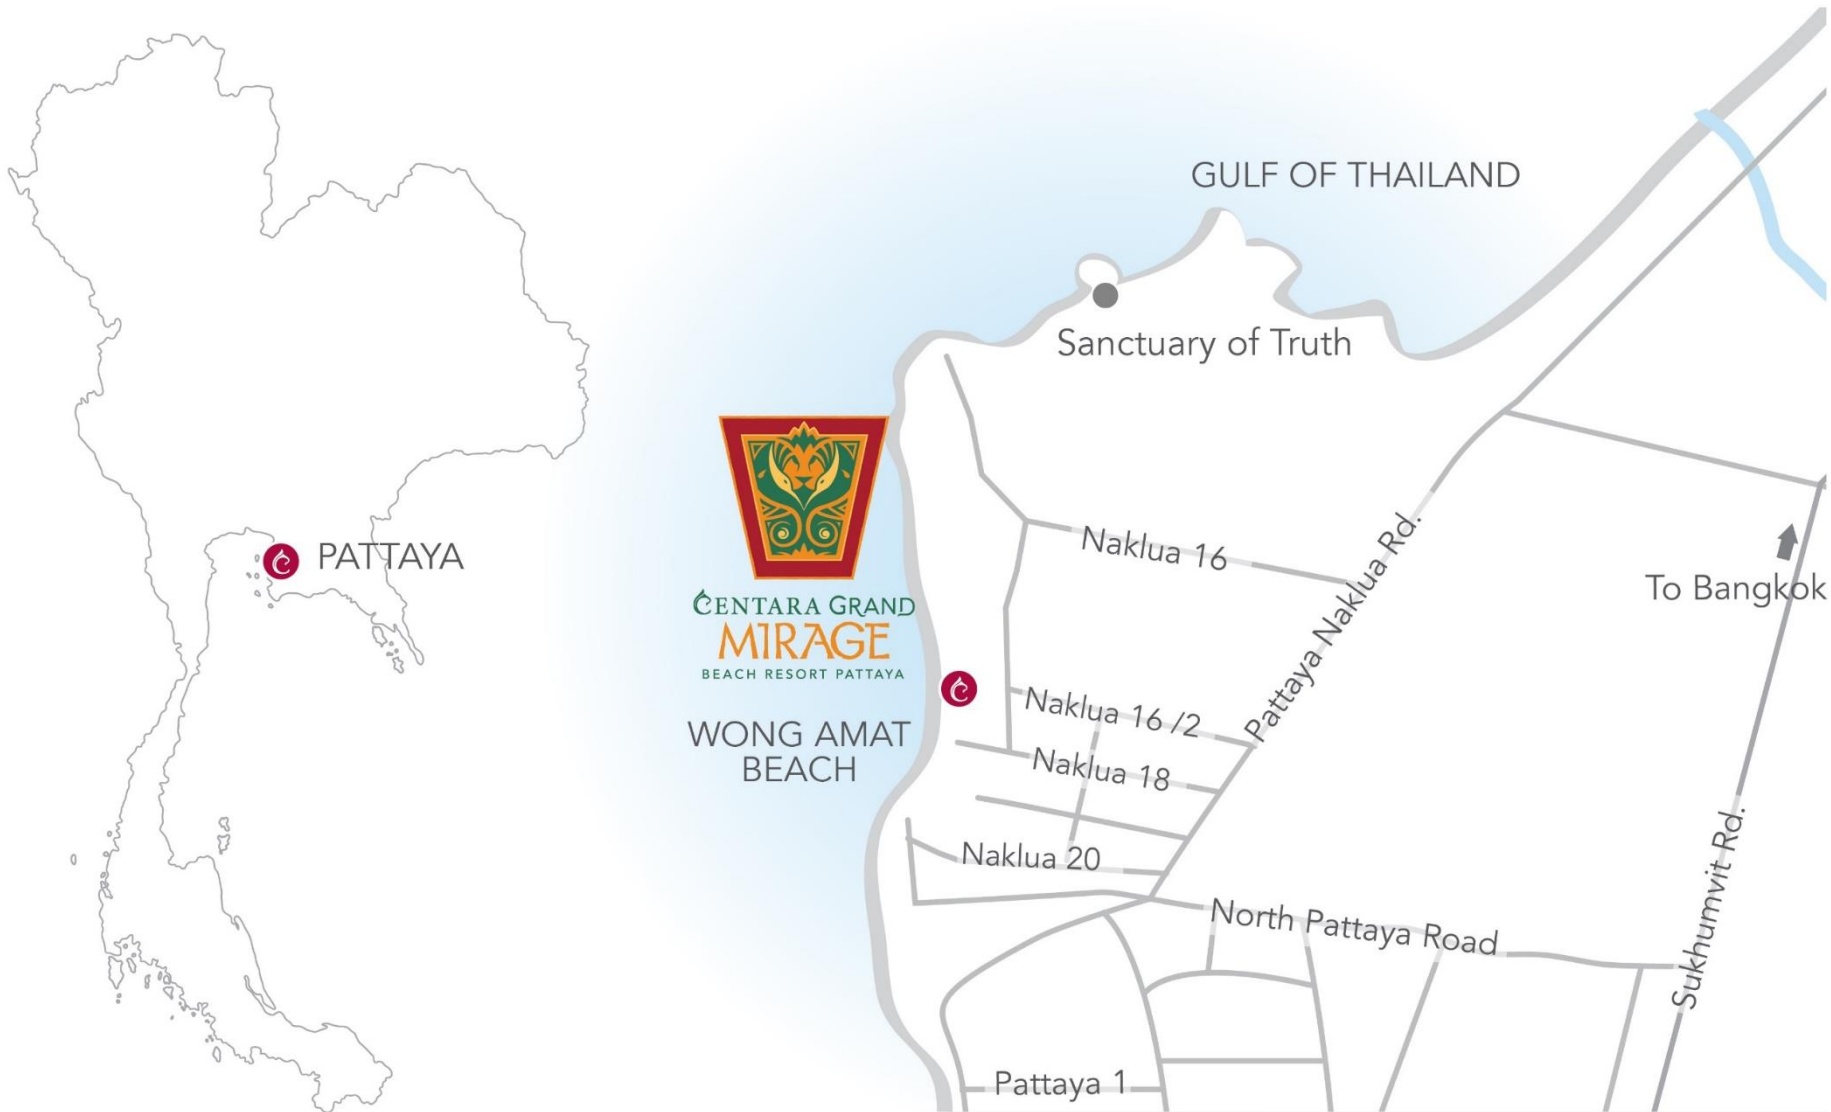 GULF OF THAILAND
Sanctuary of Truth
PATTAYA
CENTARA GRAND
MIRAGE
BEACH RESORT PATTAYA
WONG AMAT
BEACH
Naklua 16
Pattaya Naklua Rd.
To Bangkok
Naklua 16 /2
Naklua 18
Naklua 20
North Pattaya Road
Sukhumvit Rd.
Pattaya 1